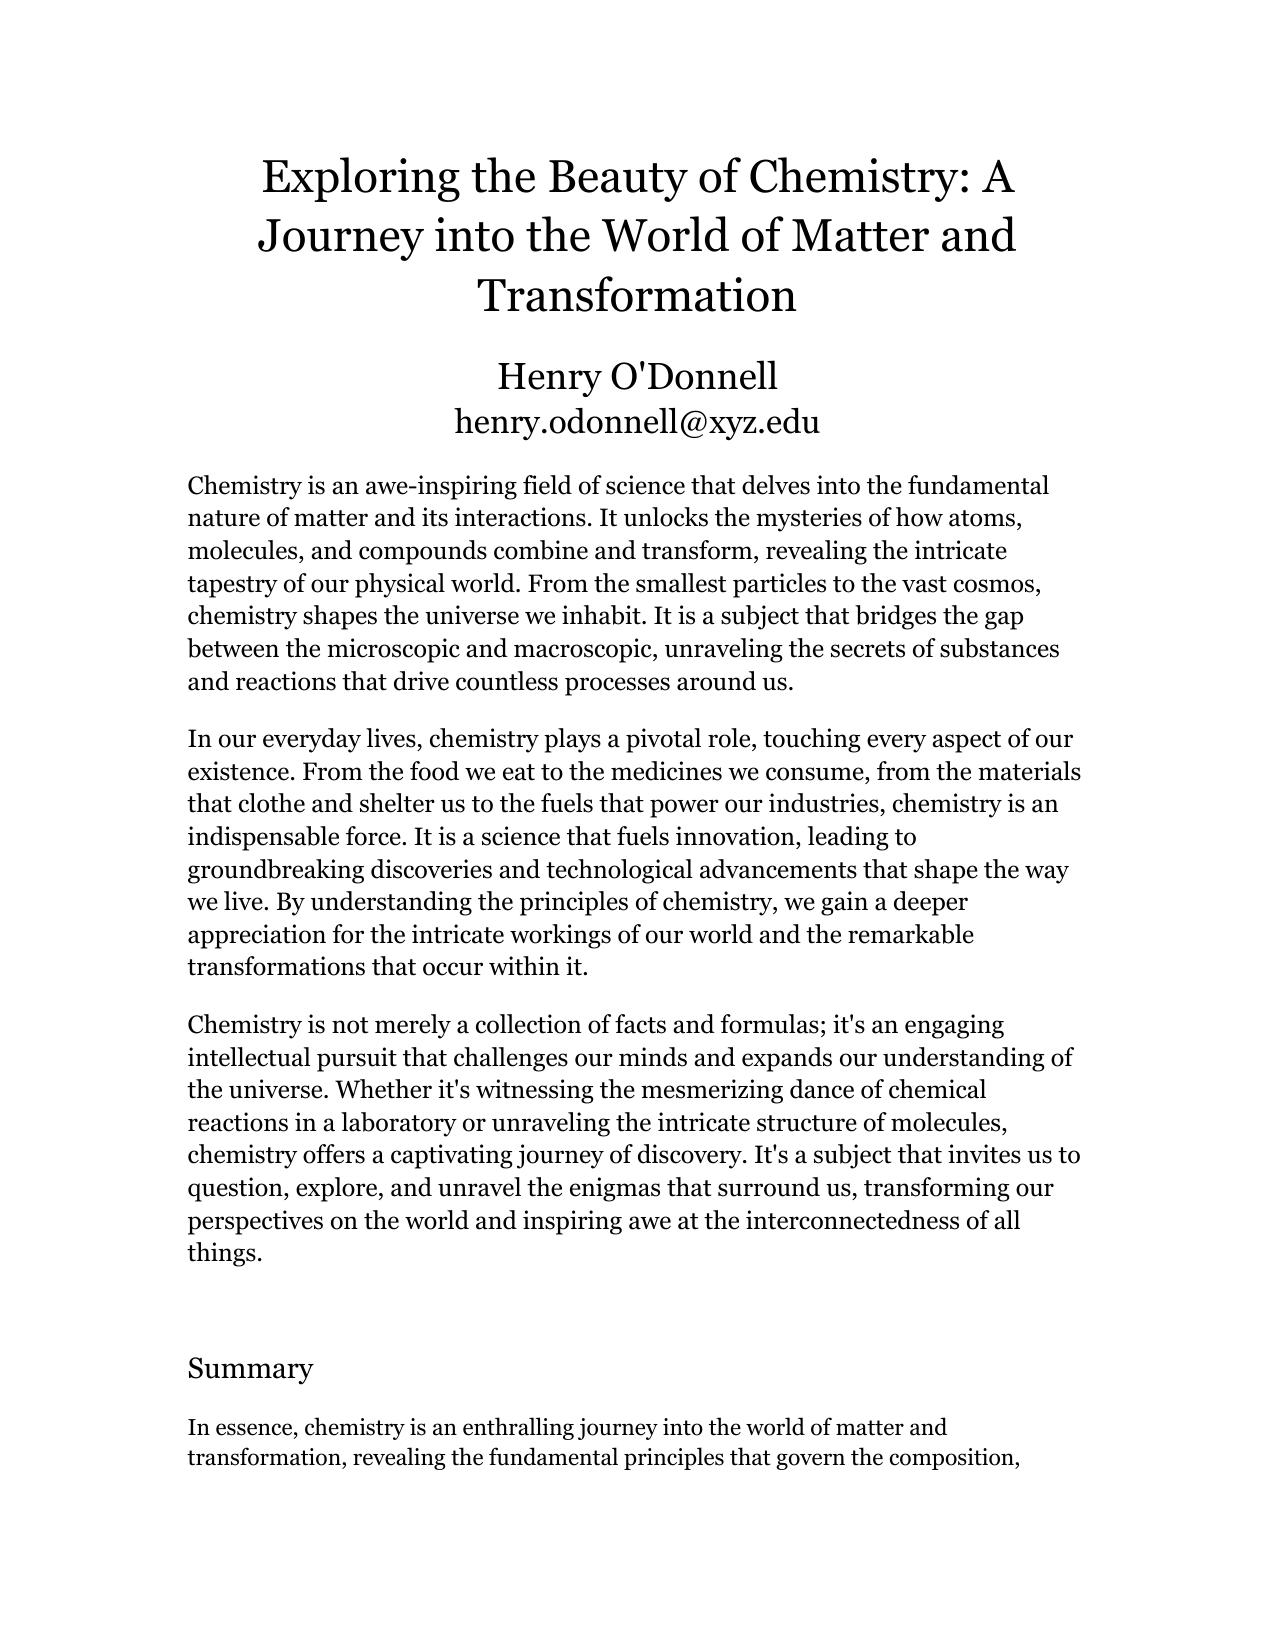 Exploring the Beauty of Chemistry: A
Journey into the World of Matter and
Transformation
Henry O'Donnell
henry.odonnell@xyz.edu
Chemistry is an awe-inspiring field of science that delves into the fundamental
nature of matter and its interactions. It unlocks the mysteries of how atoms,
molecules, and compounds combine and transform, revealing the intricate
tapestry of our physical world. From the smallest particles to the vast cosmos,
chemistry shapes the universe we inhabit. It is a subject that bridges the gap
between the microscopic and macroscopic, unraveling the secrets of substances
and reactions that drive countless processes around us.
In our everyday lives, chemistry plays a pivotal role, touching every aspect of our
existence. From the food we eat to the medicines we consume, from the materials
that clothe and shelter us to the fuels that power our industries, chemistry is an
indispensable force. It is a science that fuels innovation, leading to
groundbreaking discoveries and technological advancements that shape the way
we live. By understanding the principles of chemistry, we gain a deeper
appreciation for the intricate workings of our world and the remarkable
transformations that occur within it.
Chemistry is not merely a collection of facts and formulas; it's an engaging
intellectual pursuit that challenges our minds and expands our understanding of
the universe. Whether it's witnessing the mesmerizing dance of chemical
reactions in a laboratory or unraveling the intricate structure of molecules,
chemistry offers a captivating journey of discovery. It's a subject that invites us to
question, explore, and unravel the enigmas that surround us, transforming our
perspectives on the world and inspiring awe at the interconnectedness of all
things.
Summary
In essence, chemistry is an enthralling journey into the world of matter and
transformation, revealing the fundamental principles that govern the composition,